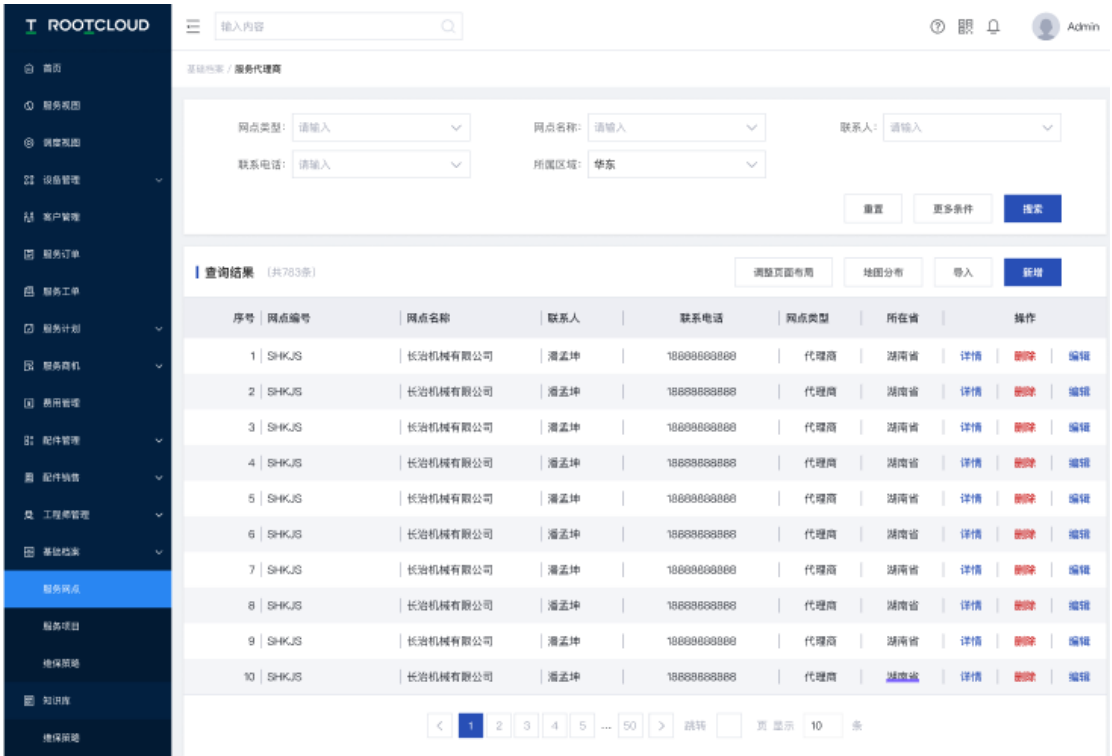 ROOTCLOUD
输入内容
Admin
首页
服务视图
调度视图
设备管理
客户管理
服务订单
服务工单
服务计划
服务商机
费用管理
配件管理
配件销售
工程师管理
基础档案
服务网点
服务项目
维保策略
知识库
维保策略
基础档案 / 服务代理商
网点类型： 请输入 网点名称： 请输入 联系人： 请输入
联系电话： 请输入 所属区域： 华东
重置 更多条件 搜索
查询结果 （共783条） 调整页面布局 地图分布 导入 新增
序号 网点编号 网点名称 联系人 联系电话 网点类型 所在省 操作
1 SHKJS 长治机械有限公司 潘孟坤 18888888888 代理商 湖南省 详情 删除 编辑
2 SHKJS 长治机械有限公司 潘孟坤 18888888888 代理商 湖南省 详情 删除 编辑
3 SHKJS 长治机械有限公司 潘孟坤 18888888888 代理商 湖南省 详情 删除 编辑
4 SHKJS 长治机械有限公司 潘孟坤 18888888888 代理商 湖南省 详情 删除 编辑
5 SHKJS 长治机械有限公司 潘孟坤 18888888888 代理商 湖南省 详情 删除 编辑
6 SHKJS 长治机械有限公司 潘孟坤 18888888888 代理商 湖南省 详情 删除 编辑
7 SHKJS 长治机械有限公司 潘孟坤 18888888888 代理商 湖南省 详情 删除 编辑
8 SHKJS 长治机械有限公司 潘孟坤 18888888888 代理商 湖南省 详情 删除 编辑
9 SHKJS 长治机械有限公司 潘孟坤 18888888888 代理商 湖南省 详情 删除 编辑
10 SHKJS 长治机械有限公司 潘孟坤 18888888888 代理商 湖南省 详情 删除 编辑
< 1 2 3 4 5 ... 50 > 跳转 页 显示 10 条